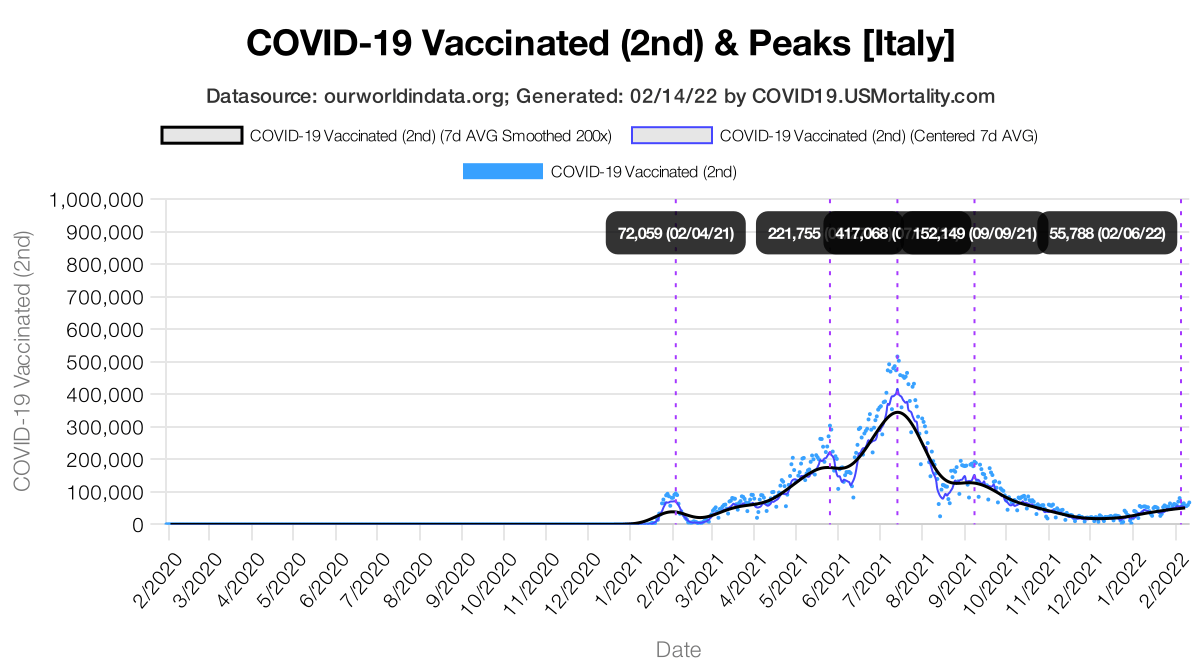 COVID-19 Vaccinated (2nd) & Peaks [Italy]
Datasource: ourworldindata.org; Generated: 02/14/22 by COVID19.USMortality.com
COVID-19 Vaccinated (2nd) (7d AVG Smoothed 200x) COVID-19 Vaccinated (2nd) (Centered 7d AVG)
COVID-19 Vaccinated (2nd)
COVID-19 Vaccinated (2nd)
1,000,000
900,000
800,000
700,000
600,000
500,000
400,000
300,000
200,000
100,000
0
72,059 (02/04/21) 221,755 417,068 152,149 (09/09/21) 55,788 (02/06/22)
2/2020 3/2020 4/2020 5/2020 6/2020 7/2020 8/2020 9/2020 10/2020 11/2020 12/2020 1/2021 2/2021 3/2021 4/2021 5/2021 6/2021 7/2021 8/2021 9/2021 10/2021 11/2021 12/2021 1/2022 2/2022
Date